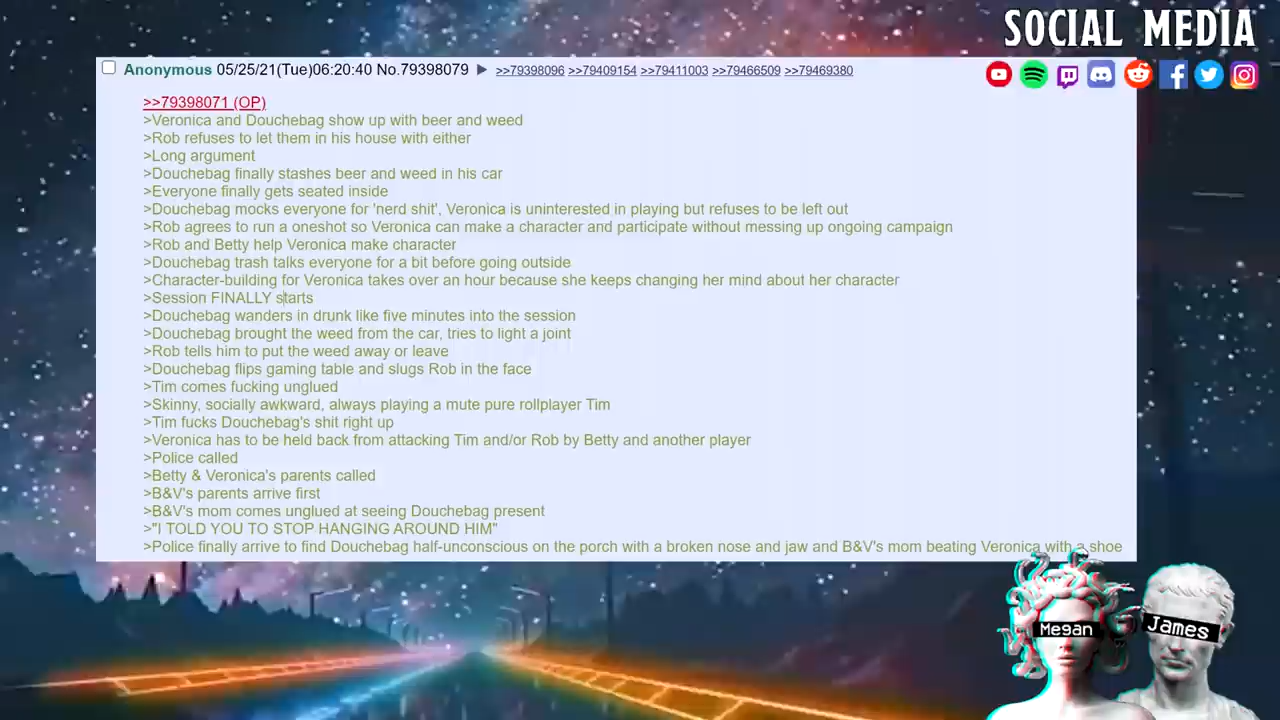 SOCIAL MEDIA
Anonymous 05/25/21(Tue)06:20:40 No.79398079 ▶ >>79398096 >>79409154 >>79411003 >>79466509 >>79469380
>>79398071 (OP)
>Veronica and Douchebag show up with beer and weed
>Rob refuses to let them in his house with either
>Long argument
>Douchebag finally stashes beer and weed in his car
>Everyone finally gets seated inside
>Douchebag mocks everyone for 'nerd shit', Veronica is uninterested in playing but refuses to be left out
>Rob agrees to run a oneshot so Veronica can make a character and participate without messing up ongoing campaign
>Rob and Betty help Veronica make character
>Douchebag trash talks everyone for a bit before going outside
>Character-building for Veronica takes over an hour because she keeps changing her mind about her character
>Session FINALLY starts
>Douchebag wanders in drunk like five minutes into the session
>Douchebag brought the weed from the car, tries to light a joint
>Rob tells him to put the weed away or leave
>Douchebag flips gaming table and slugs Rob in the face
>Tim comes fucking unglued
>Skinny, socially awkward, always playing a mute pure rollplayer Tim
>Tim fucks Douchebag's shit right up
>Veronica has to be held back from attacking Tim and/or Rob by Betty and another player
>Police called
>Betty & Veronica's parents called
>B&V's parents arrive first
>B&V's mom comes unglued at seeing Douchebag present
>"I TOLD YOU TO STOP HANGING AROUND HIM"
>Police finally arrive to find Douchebag half-unconscious on the porch with a broken nose and jaw and B&V's mom beating Veronica with a shoe
Megan
James